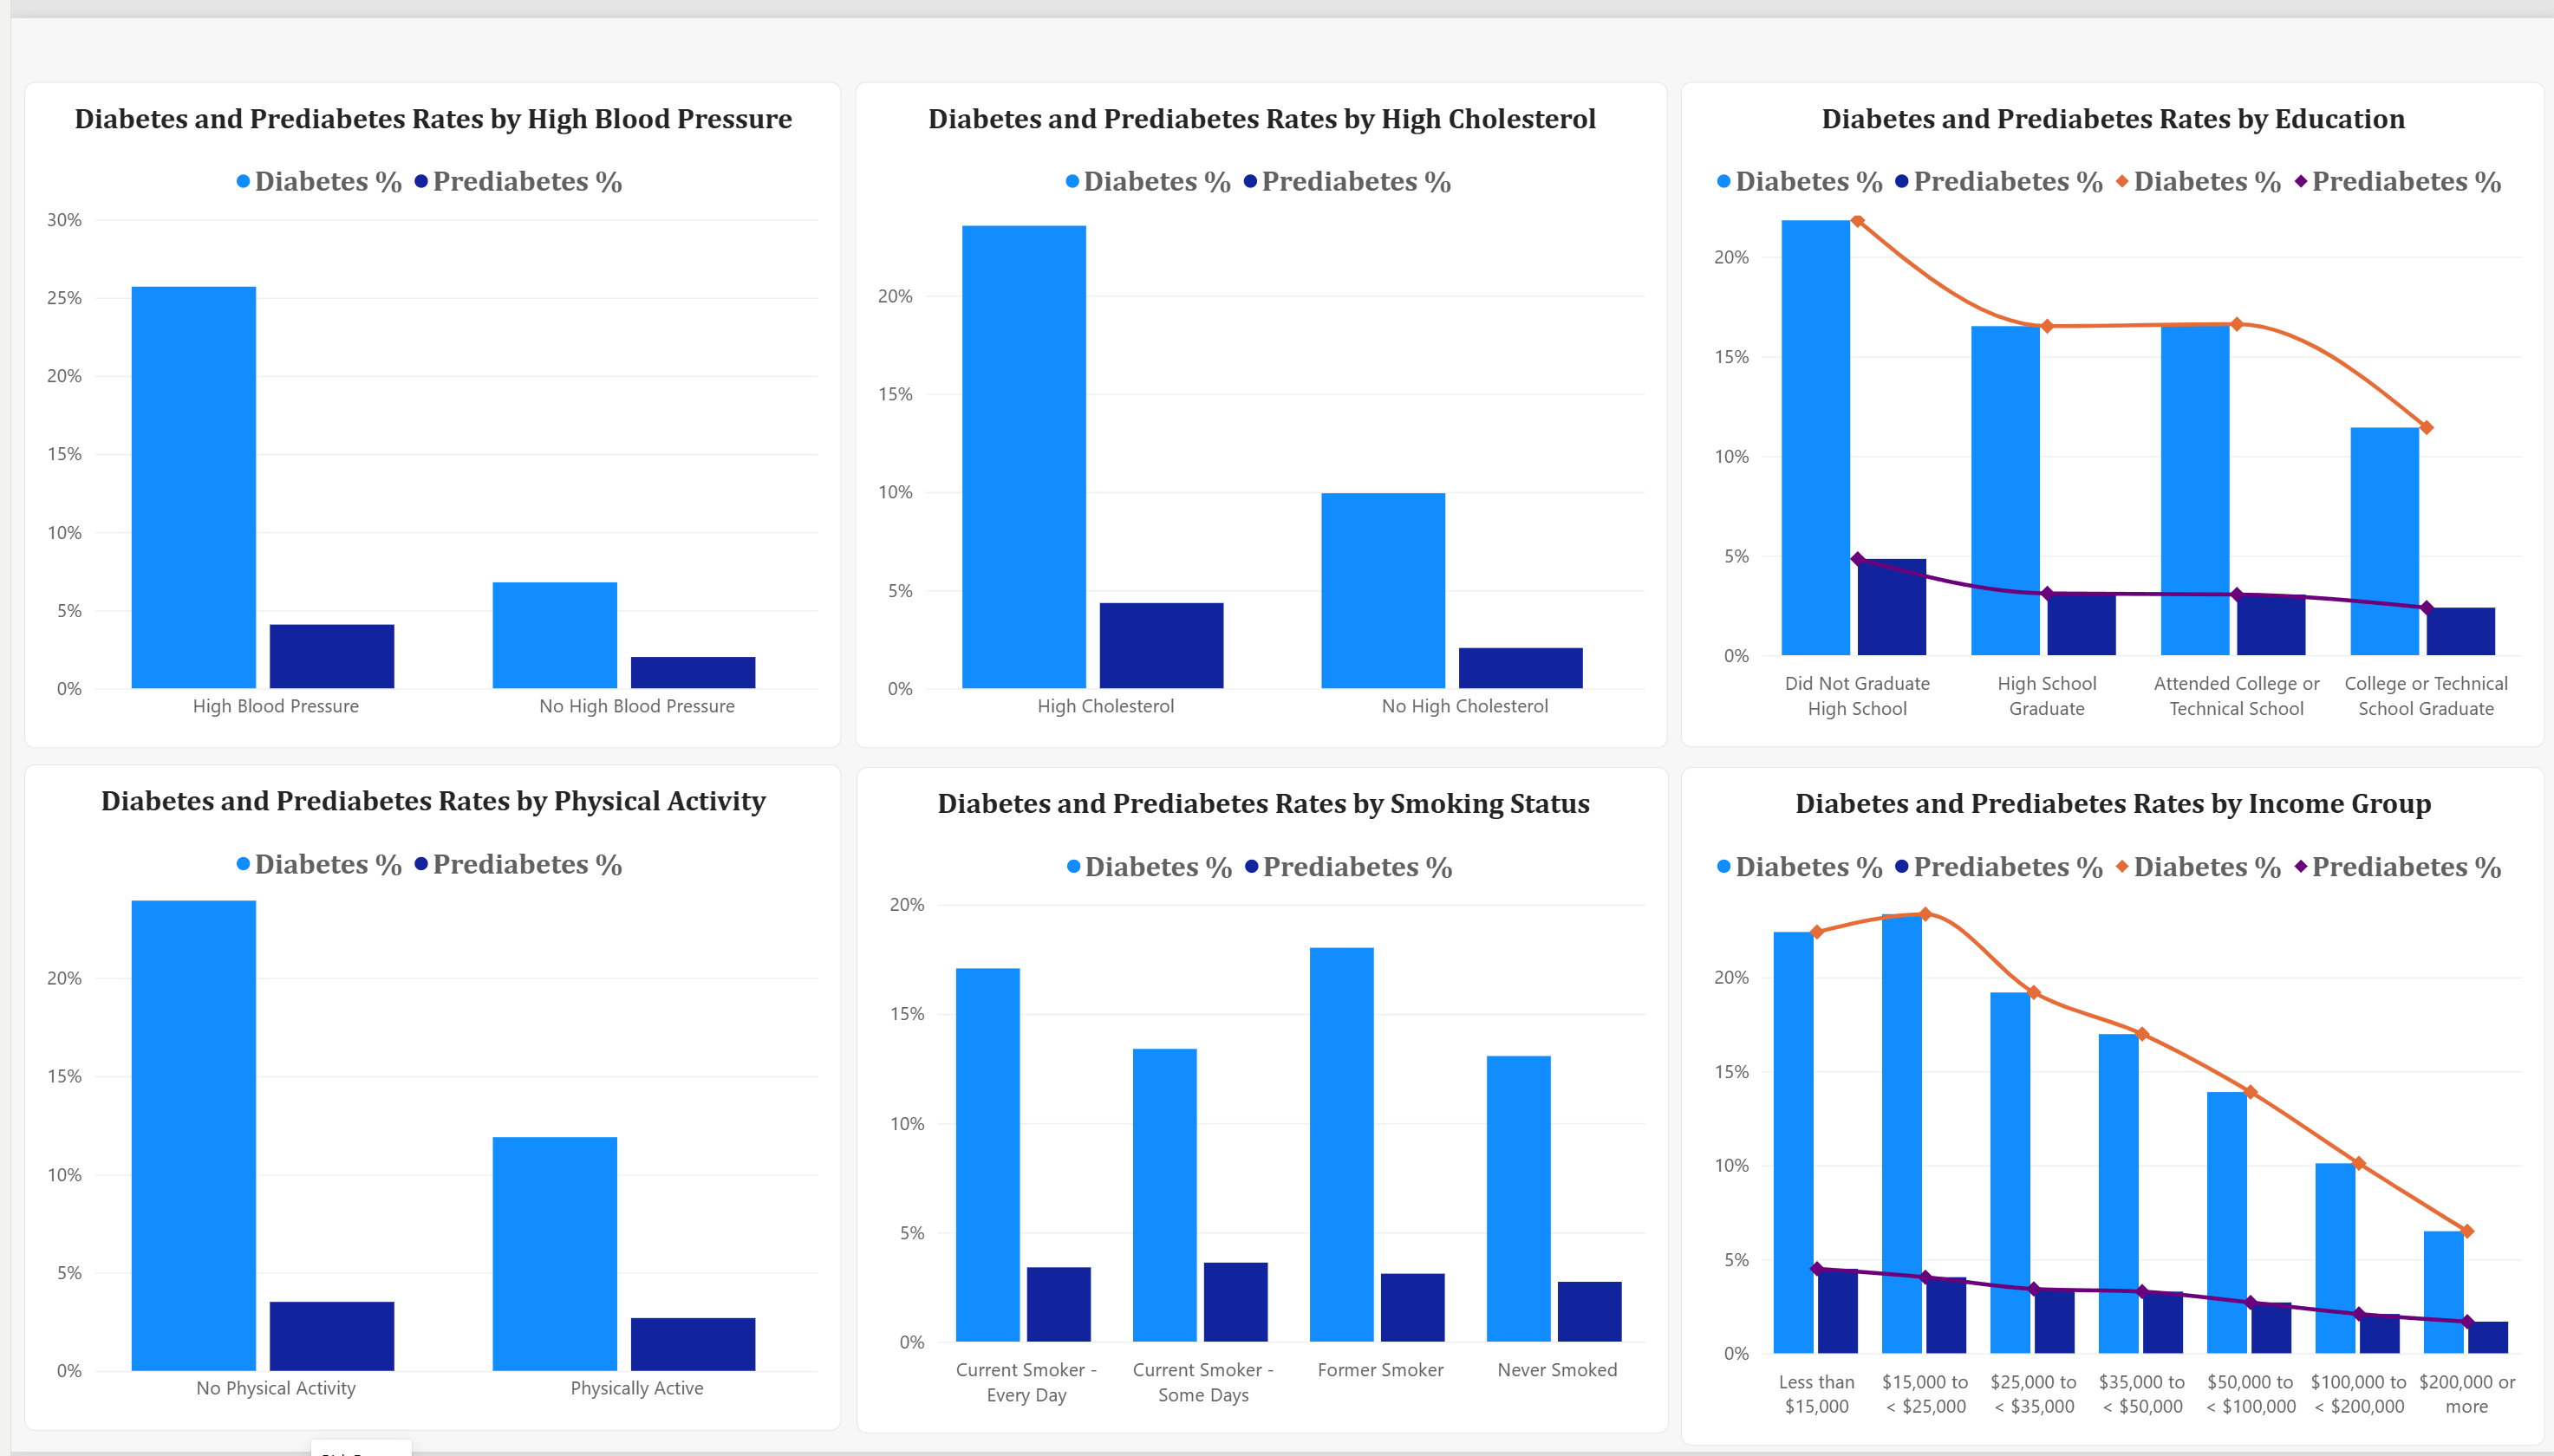 Diabetes and Prediabetes Rates by High Blood Pressure
Diabetes % Prediabetes %
30%
25%
20%
15%
10%
5%
0%
High Blood Pressure
No High Blood Pressure
Diabetes and Prediabetes Rates by High Cholesterol
Diabetes % Prediabetes %
20%
15%
10%
5%
0%
High Cholesterol
No High Cholesterol
Diabetes and Prediabetes Rates by Education
Diabetes % Prediabetes % Diabetes % Prediabetes %
20%
15%
10%
5%
0%
Did Not Graduate
High School
High School
Graduate
Attended College or
Technical School
College or Technical
School Graduate
Diabetes and Prediabetes Rates by Physical Activity
Diabetes % Prediabetes %
20%
15%
10%
5%
0%
No Physical Activity
Physically Active
Diabetes and Prediabetes Rates by Smoking Status
Diabetes % Prediabetes %
20%
15%
10%
5%
0%
Current Smoker -
Every Day
Current Smoker -
Some Days
Former Smoker
Never Smoked
Diabetes and Prediabetes Rates by Income Group
Diabetes % Prediabetes % Diabetes % Prediabetes %
20%
15%
10%
5%
0%
Less than
$15,000
$15,000 to
< $25,000
$25,000 to
< $35,000
$35,000 to
< $50,000
$50,000 to
< $100,000
$100,000 to
< $200,000
$200,000 or
more